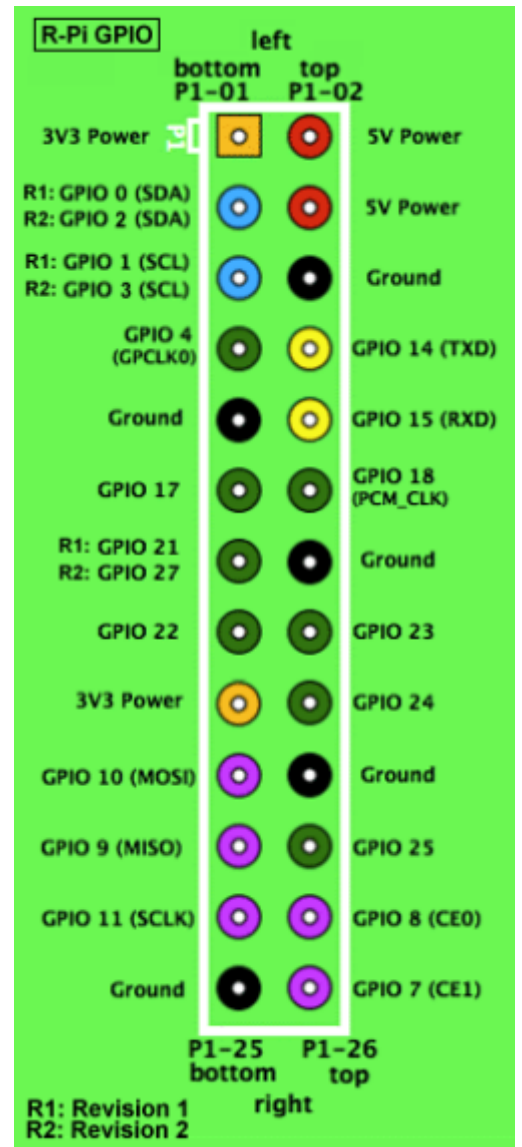 R-Pi GPIO
left
bottom top
P1-01 P1-02
3V3 Power P1 5V Power
R1: GPIO 0 (SDA)
R2: GPIO 2 (SDA) 5V Power
R1: GPIO 1 (SCL)
R2: GPIO 3 (SCL) Ground
GPIO 4
(GPCLK0) GPIO 14 (TXD)
Ground GPIO 15 (RXD)
GPIO 17 GPIO 18
(PCM_CLK)
R1: GPIO 21
R2: GPIO 27 Ground
GPIO 22 GPIO 23
3V3 Power GPIO 24
GPIO 10 (MOSI) Ground
GPIO 9 (MISO) GPIO 25
GPIO 11 (SCLK) GPIO 8 (CE0)
Ground GPIO 7 (CE1)
P1-25 P1-26
bottom top
right
R1: Revision 1
R2: Revision 2